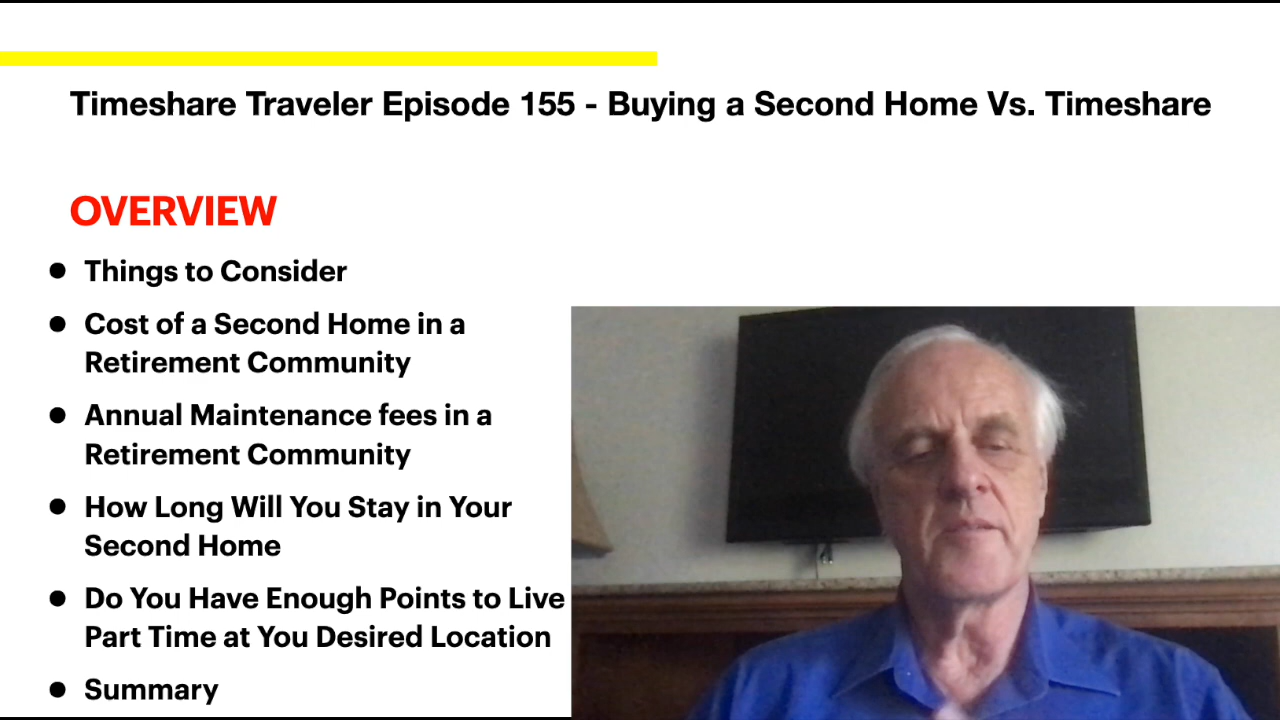 Timeshare Traveler Episode 155 - Buying a Second Home Vs. Timeshare
OVERVIEW
● Things to Consider
● Cost of a Second Home in a
Retirement Community
● Annual Maintenance fees in a
Retirement Community
● How Long Will You Stay in Your
Second Home
● Do You Have Enough Points to Live
Part Time at You Desired Location
● Summary